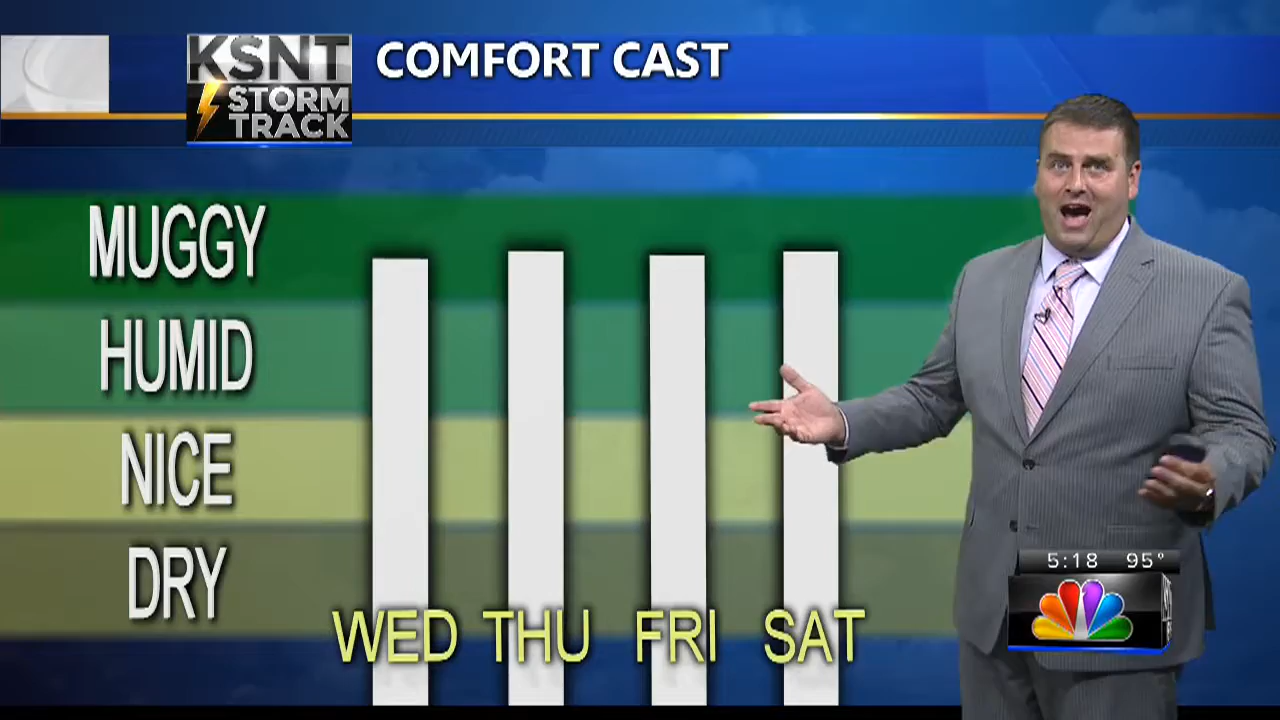 KSNT
STORM
TRACK
COMFORT CAST
MUGGY
HUMID
NICE
DRY
WED THU FRI SAT
5:18 95°